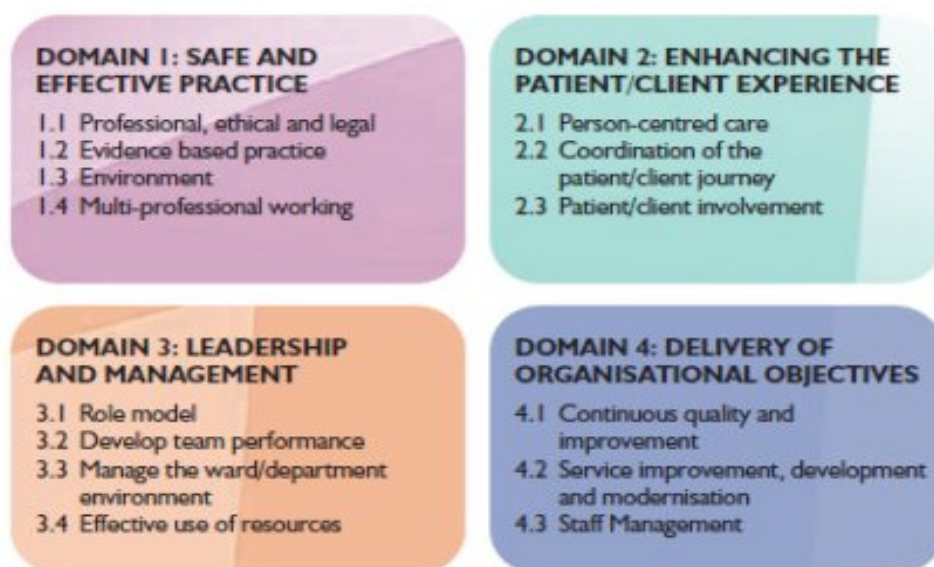 DOMAIN 1: SAFE AND
EFFECTIVE PRACTICE
1.1 Professional, ethical and legal
1.2 Evidence based practice
1.3 Environment
1.4 Multi-professional working
DOMAIN 2: ENHANCING THE
PATIENT/CLIENT EXPERIENCE
2.1 Person-centred care
2.2 Coordination of the
patient/client journey
2.3 Patient/client involvement
DOMAIN 3: LEADERSHIP
AND MANAGEMENT
3.1 Role model
3.2 Develop team performance
3.3 Manage the ward/department
environment
3.4 Effective use of resources
DOMAIN 4: DELIVERY OF
ORGANISATIONAL OBJECTIVES
4.1 Continuous quality and
improvement
4.2 Service improvement, development
and modernisation
4.3 Staff Management